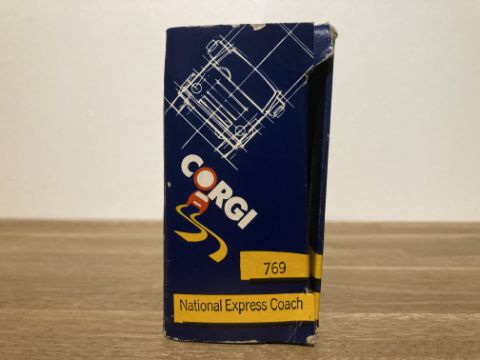 CORGI
769
National Express Coach